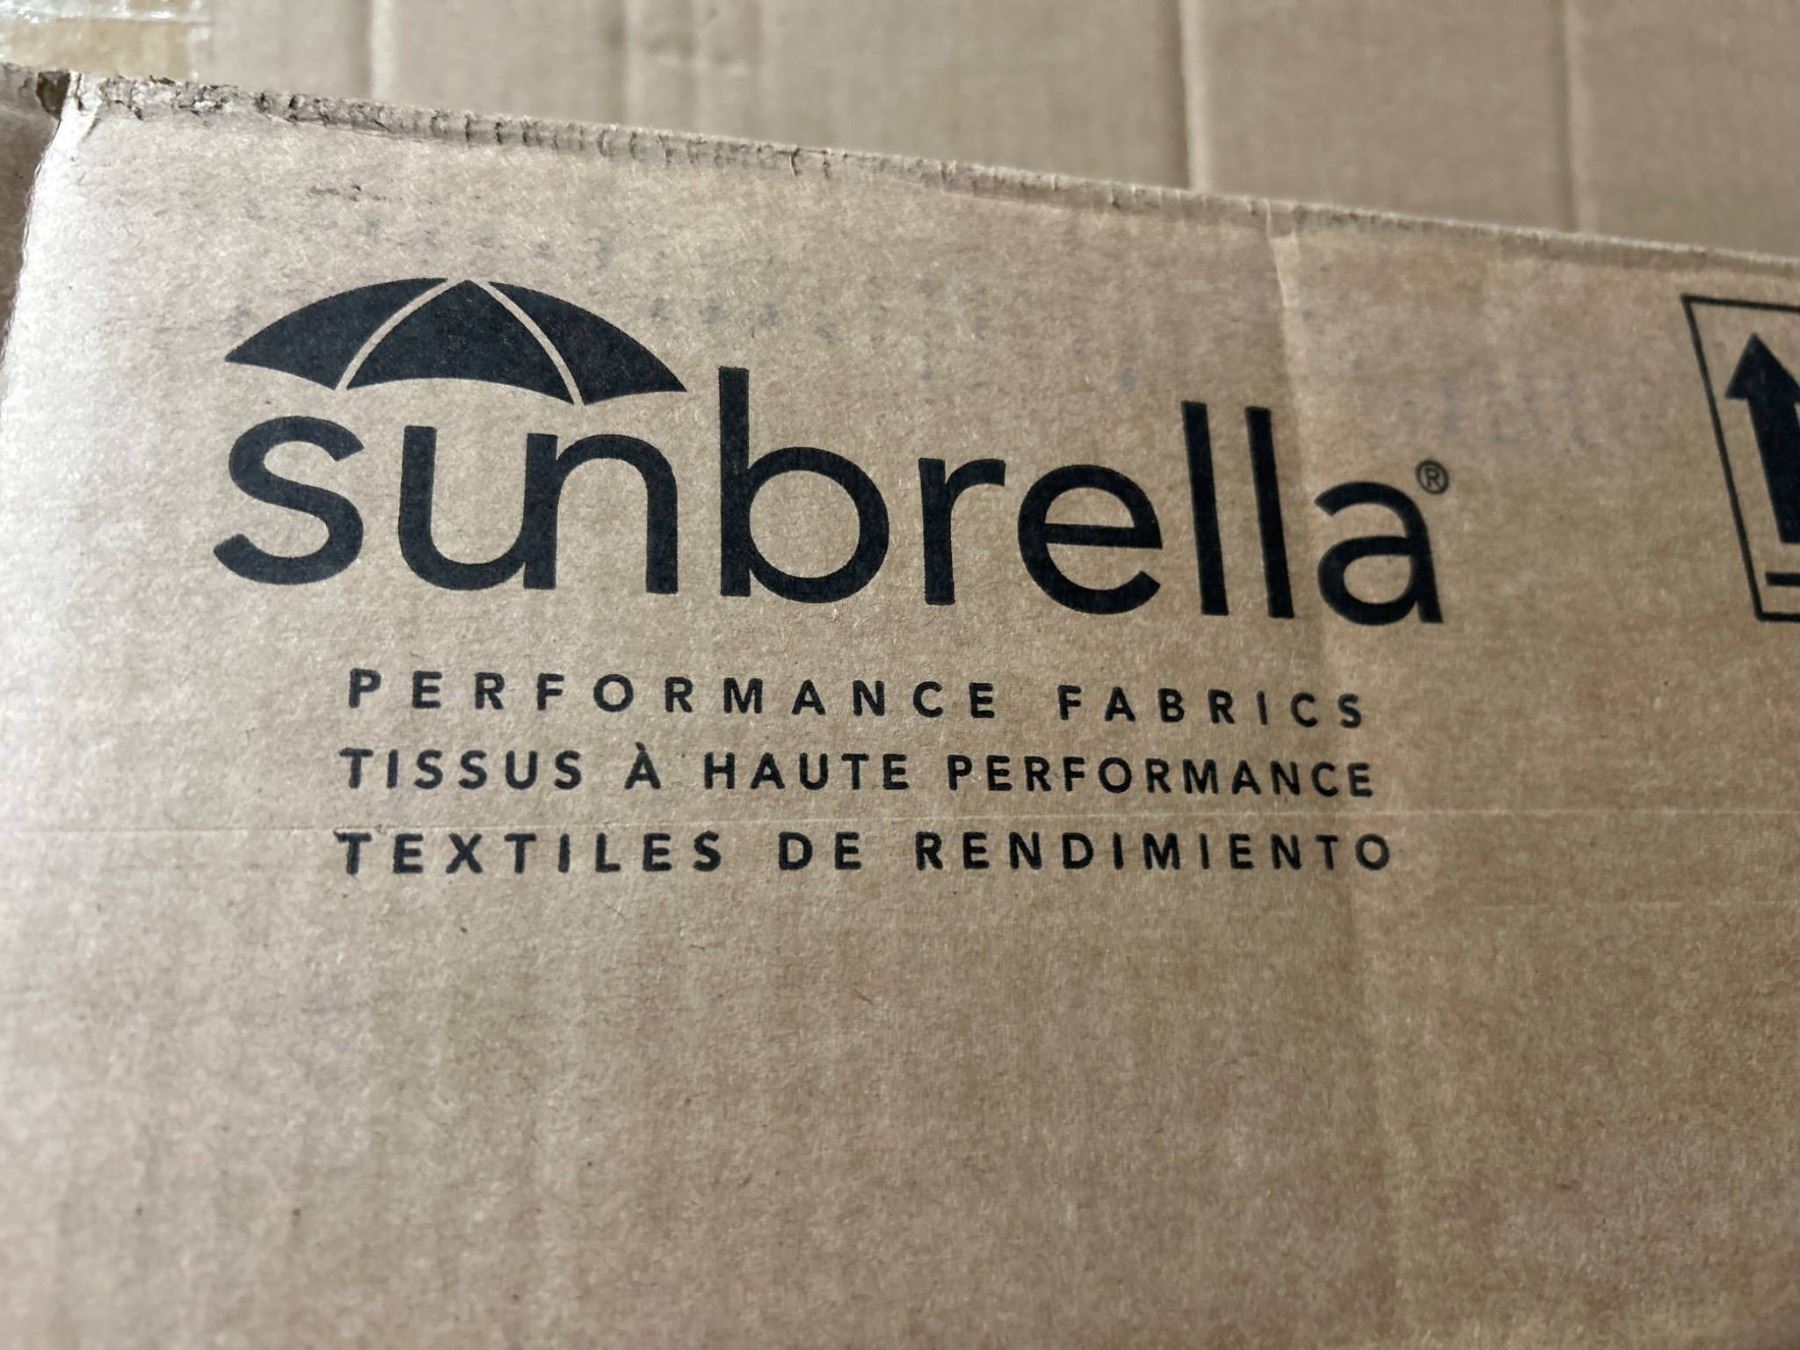 sunbrella®
PERFORMANCE FABRICS
TISSUS À HAUTE PERFORMANCE
TEXTILES DE RENDIMIENTO